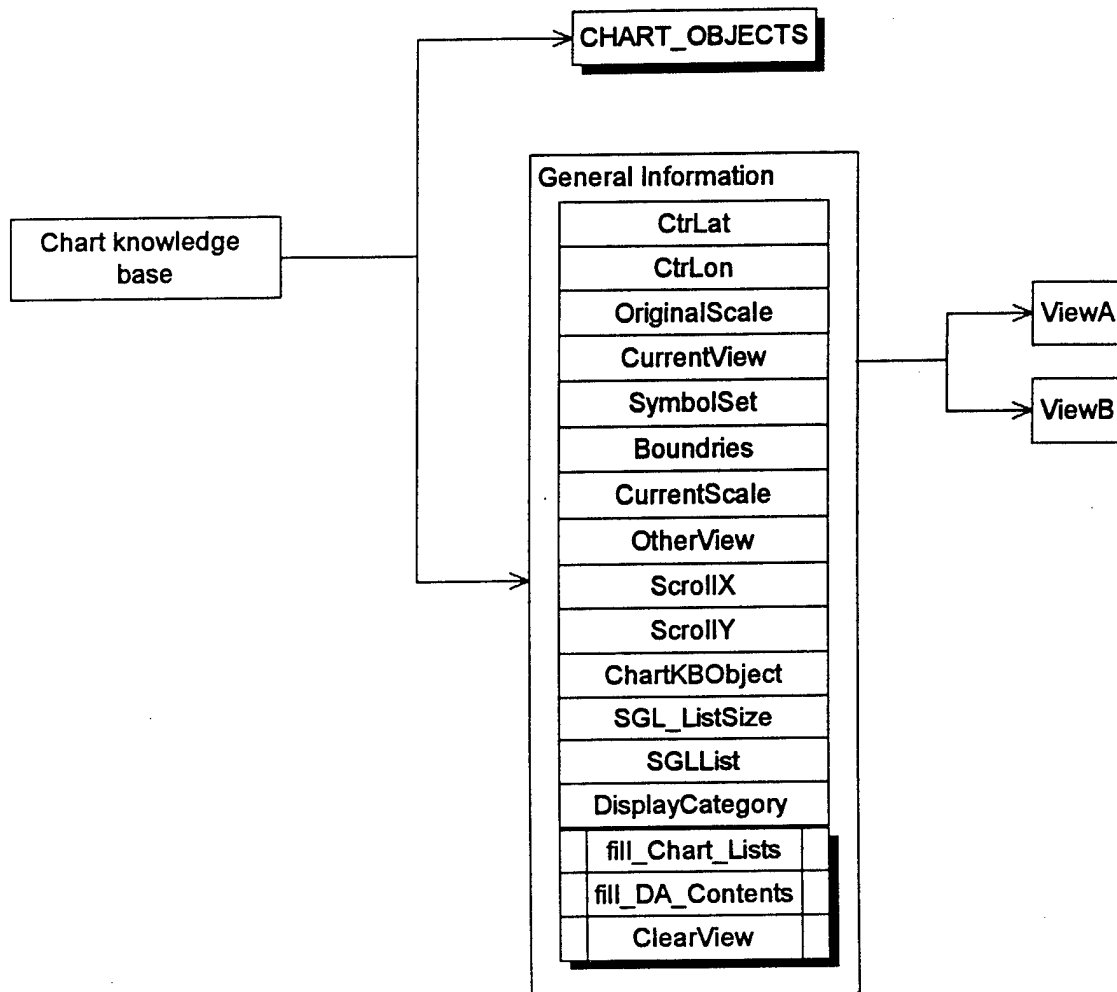 CHART_OBJECTS
General Information
Chart knowledge
base
CtrLat
CtrLon
OriginalScale
CurrentView
SymbolSet
Boundries
CurrentScale
OtherView
ScrollX
ScrollY
ChartKBObject
SGL_ListSize
SGLList
DisplayCategory
fill_Chart_Lists
fill_DA_Contents
ClearView
ViewA
ViewB